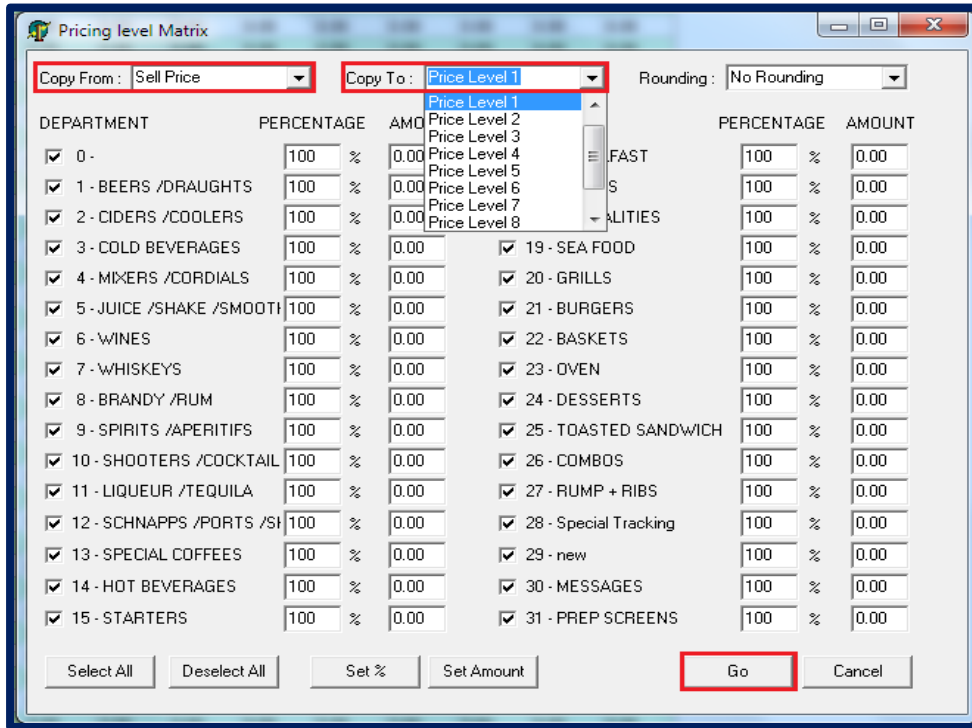 Pricing level Matrix
Copy From : Sell Price Copy To : Price Level 1 Rounding : No Rounding
Price Level 1
Price Level 2
Price Level 3
Price Level 4
Price Level 5
Price Level 6
Price Level 7
Price Level 8
DEPARTMENT PERCENTAGE AMO PERCENTAGE AMOUNT
0 - 100 % 0.00 FAST 100 % 0.00
1 - BEERS /DRAUGHTS 100 % 0.00 S 100 % 0.00
2 - CIDERS /COOLERS 100 % 0.00 ALITIES 100 % 0.00
3 - COLD BEVERAGES 100 % 0.00 19 - SEA FOOD 100 % 0.00
4 - MIXERS /CORDIALS 100 % 0.00 20 - GRILLS 100 % 0.00
5 - JUICE /SHAKE /SMOOTH 100 % 0.00 21 - BURGERS 100 % 0.00
6 - WINES 100 % 0.00 22 - BASKETS 100 % 0.00
7 - WHISKEYS 100 % 0.00 23 - OVEN 100 % 0.00
8 - BRANDY /RUM 100 % 0.00 24 - DESSERTS 100 % 0.00
9 - SPIRITS /APERITIFS 100 % 0.00 25 - TOASTED SANDWICH 100 % 0.00
10 - SHOOTERS /COCKTAIL 100 % 0.00 26 - COMBOS 100 % 0.00
11 - LIQUEUR /TEQUILA 100 % 0.00 27 - RUMP + RIBS 100 % 0.00
12 - SCHNAPPS /PORTS /SH 100 % 0.00 28 - Special Tracking 100 % 0.00
13 - SPECIAL COFFEES 100 % 0.00 29 - new 100 % 0.00
14 - HOT BEVERAGES 100 % 0.00 30 - MESSAGES 100 % 0.00
15 - STARTERS 100 % 0.00 31 - PREP SCREENS 100 % 0.00
Select All Deselect All Set % Set Amount Go Cancel